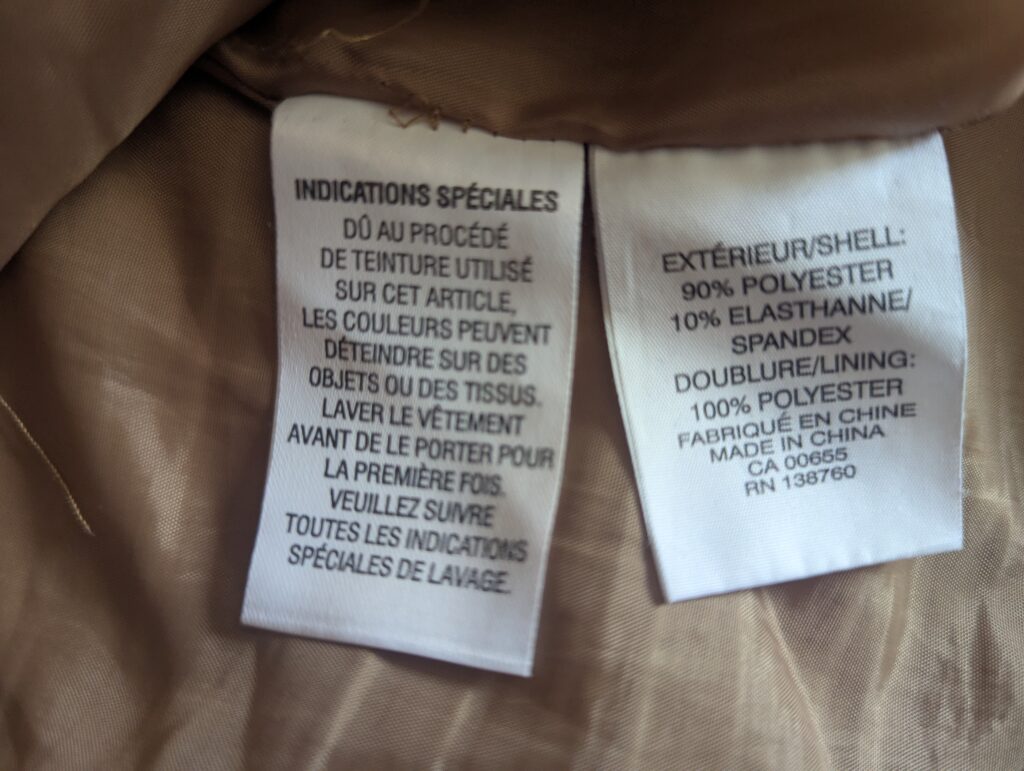 INDICATIONS SPÉCIALES
DÛ AU PROCÉDÉ
DE TEINTURE UTILISÉ
SUR CET ARTICLE,
LES COULEURS PEUVENT
DÉTEINDRE SUR DES
OBJETS OU DES TISSUS.
LAVER LE VÊTEMENT
AVANT DE LE PORTER POUR
LA PREMIÈRE FOIS.
VEUILLEZ SUIVRE
TOUTES LES INDICATIONS
SPÉCIALES DE LAVAGE.
EXTÉRIEUR/SHELL:
90% POLYESTER
10% ELASTHANNE/
SPANDEX
DOUBLURE/LINING:
100% POLYESTER
FABRIQUÉ EN CHINE
MADE IN CHINA
CA 00655
RN 138760